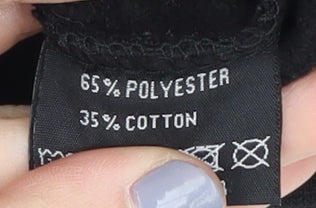 65% POLYESTER
35% COTTON